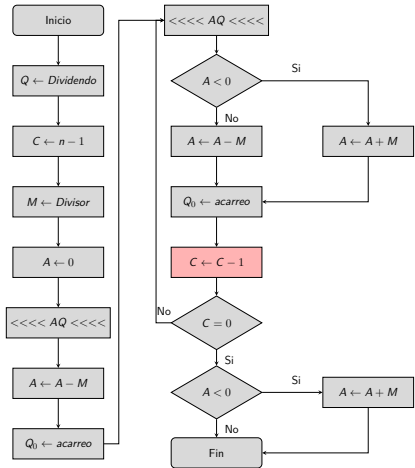 Inicio
Q ← Dividendo
C ← n − 1
M ← Divisor
A ← 0
<<<< AQ <<<<
A ← A − M
Q₀ ← acarreo
<<<< AQ <<<<
A < 0
Si
No
A ← A − M
A ← A + M
Q₀ ← acarreo
C ← C − 1
No
C = 0
Si
A < 0
Si
A ← A + M
No
Fin